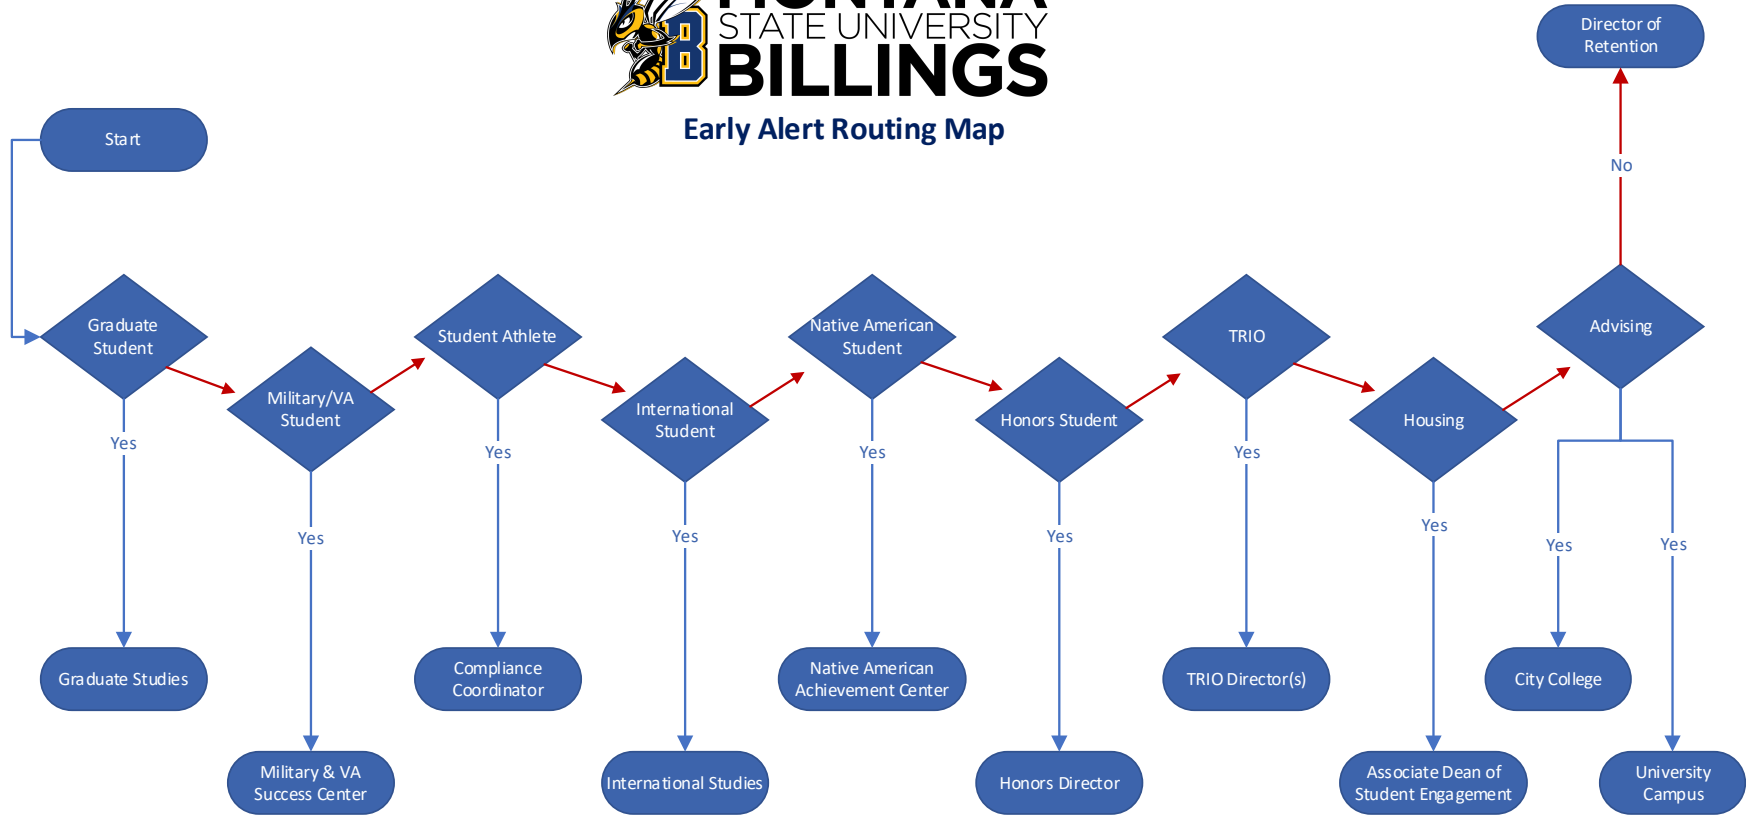 MONTANA
STATE UNIVERSITY
BILLINGS
B
Early Alert Routing Map
Director of
Retention
Start
No
Graduate
Student
Military/VA
Student
Student Athlete
International
Student
Native American
Student
Honors Student
TRIO
Housing
Advising
Yes
Yes
Yes
Yes
Yes
Yes
Yes
Yes
Yes
Yes
Graduate Studies
Military & VA
Success Center
Compliance
Coordinator
International Studies
Native American
Achievement Center
Honors Director
TRIO Director(s)
Associate Dean of
Student Engagement
City College
University
Campus